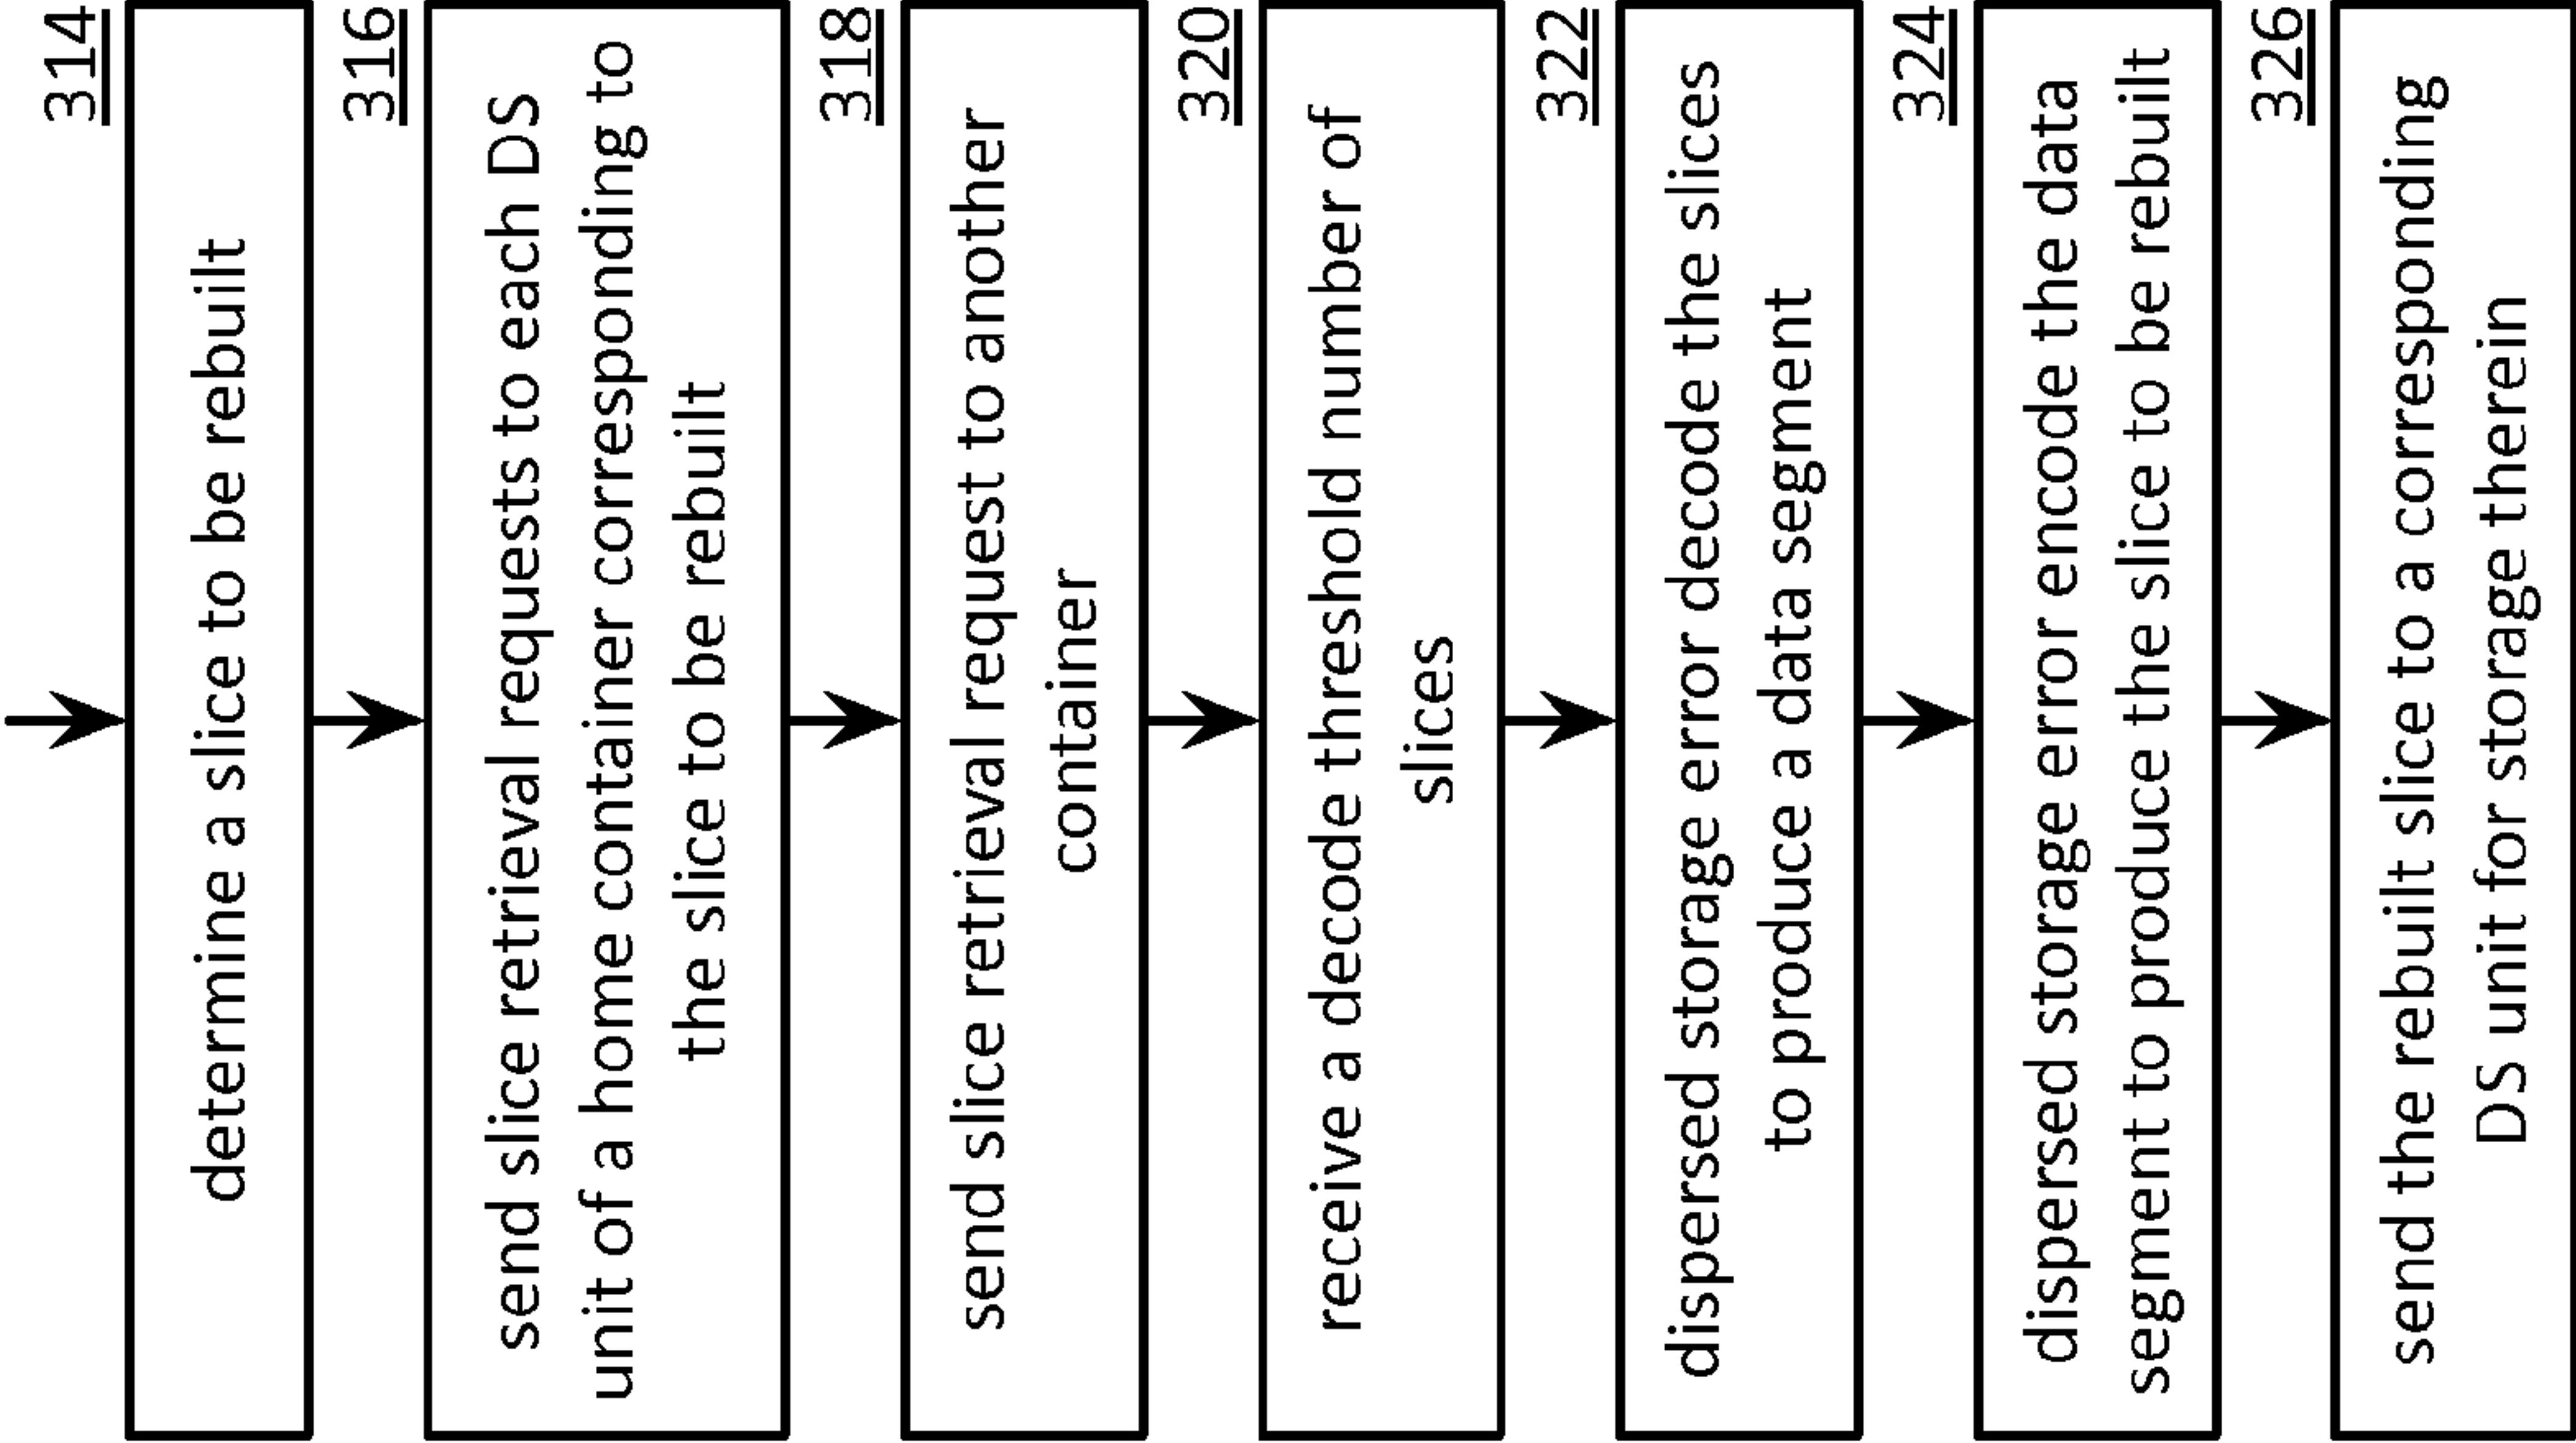 314
determine a slice to be rebuilt
316
send slice retrieval requests to each DS
unit of a home container corresponding to
the slice to be rebuilt
318
send slice retrieval request to another
container
320
receive a decode threshold number of
slices
322
dispersed storage error decode the slices
to produce a data segment
324
dispersed storage error encode the data
segment to produce the slice to be rebuilt
326
send the rebuilt slice to a corresponding
DS unit for storage therein